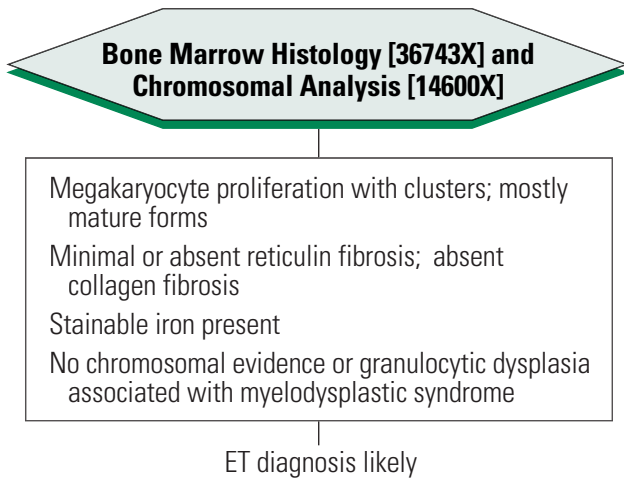 Bone Marrow Histology [36743X] and
Chromosomal Analysis [14600X]
Megakaryocyte proliferation with clusters; mostly
mature forms
Minimal or absent reticulin fibrosis; absent
collagen fibrosis
Stainable iron present
No chromosomal evidence or granulocytic dysplasia
associated with myelodysplastic syndrome
ET diagnosis likely